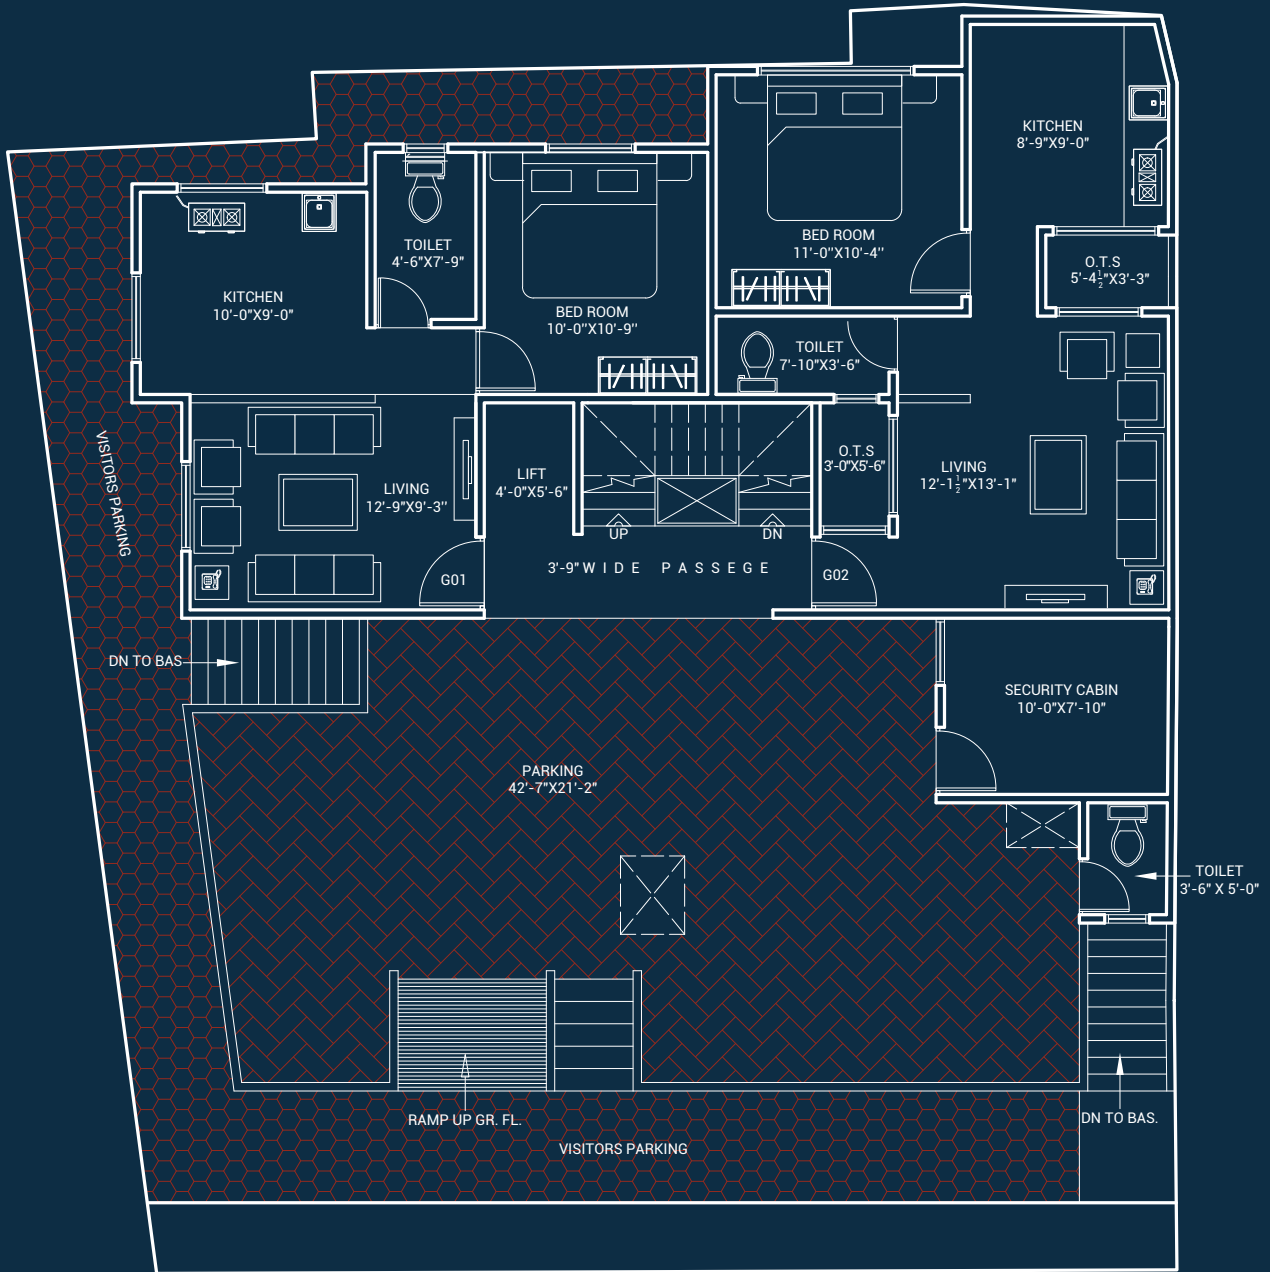 KITCHEN
8'-9"X9'-0"
BED ROOM
11'-0"X10'-4"
O.T.S
5'-4½"X3'-3"
TOILET
4'-6"X7'-9"
KITCHEN
10'-0"X9'-0"
BED ROOM
10'-0"X10'-9"
TOILET
7'-10"X3'-6"
VISITORS PARKING
LIVING
12'-9"X9'-3"
LIFT
4'-0"X5'-6"
O.T.S
3'-0"X5'-6"
LIVING
12'-1½"X13'-1"
UP
DN
G01
3'-9" WIDE PASSEGE
G02
DN TO BAS
SECURITY CABIN
10'-0"X7'-10"
PARKING
42'-7"X21'-2"
TOILET
3'-6" X 5'-0"
RAMP UP GR. FL.
DN TO BAS.
VISITORS PARKING